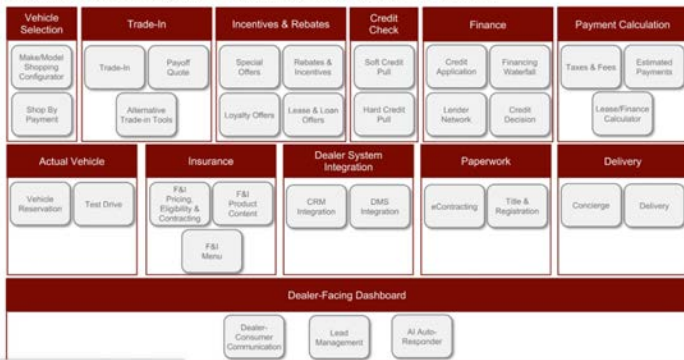 Vehicle
Selection
Make/Model
Shopping
Configurator
Shop By
Payment
Trade-In
Trade-In
Payoff
Quote
Alternative
Trade-in Tools
Incentives & Rebates
Special
Offers
Rebates &
Incentives
Loyalty Offers
Lease & Loan
Offers
Credit
Check
Soft Credit
Pull
Hard Credit
Pull
Finance
Credit
Application
Financing
Waterfall
Lender
Network
Credit
Decision
Payment Calculation
Taxes & Fees
Estimated
Payments
Lease/Finance
Calculator
Actual Vehicle
Vehicle
Reservation
Test Drive
Insurance
F&I
Pricing,
Eligibility &
Contracting
F&I
Product
Content
F&I
Menu
Dealer System
Integration
CRM
Integration
DMS
Integration
Paperwork
eContracting
Title &
Registration
Delivery
Concierge
Delivery
Dealer-Facing Dashboard
Dealer-
Consumer
Communication
Lead
Management
AI Auto-
Responder